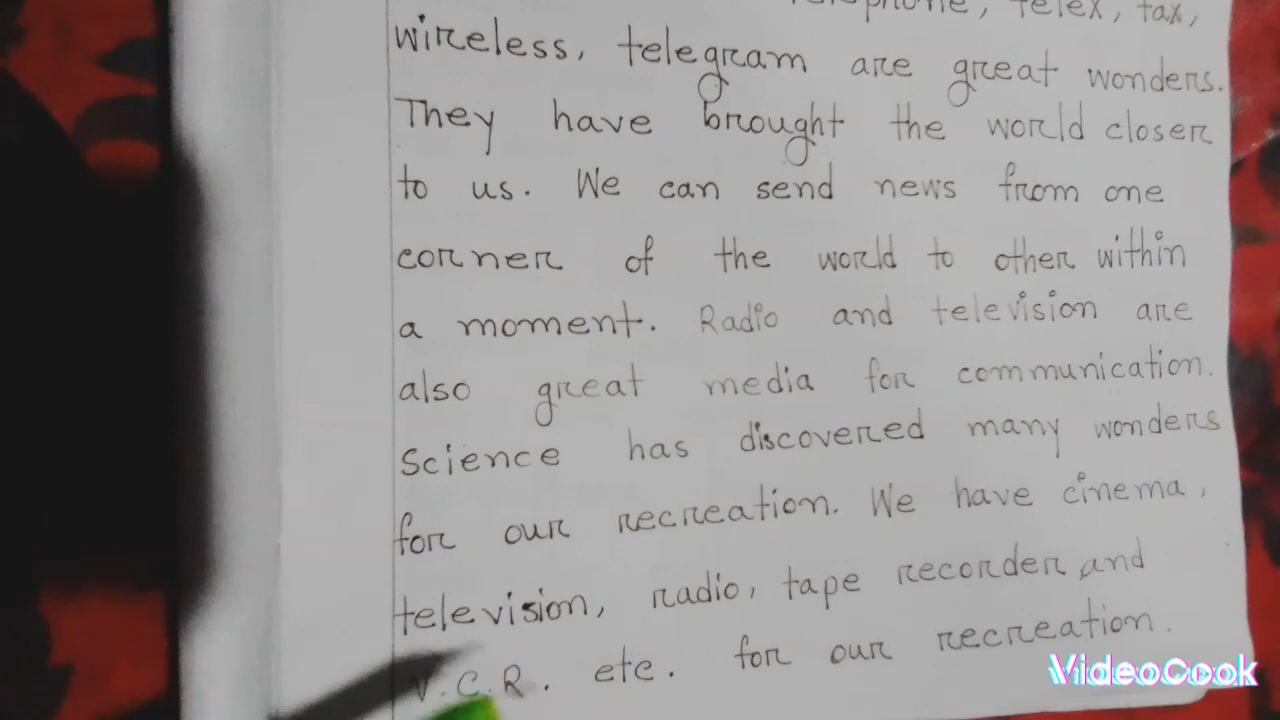 telephone, telex, fax,
wireless, telegram are great wonders.
They have brought the world closer
to us. We can send news from one
corner of the world to other within
a moment. Radio and television are
also great media for communication.
Science has discovered many wonders
for our recreation. We have cinema,
television, radio, tape recorder and
V.C.R. etc. for our recreation.
VideoCook